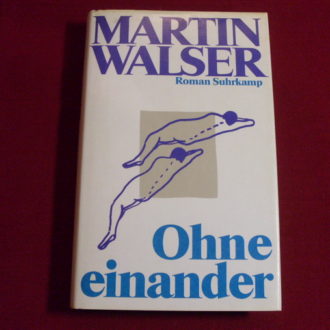 MARTIN
WALSER
Roman Suhrkamp
Ohne
einander